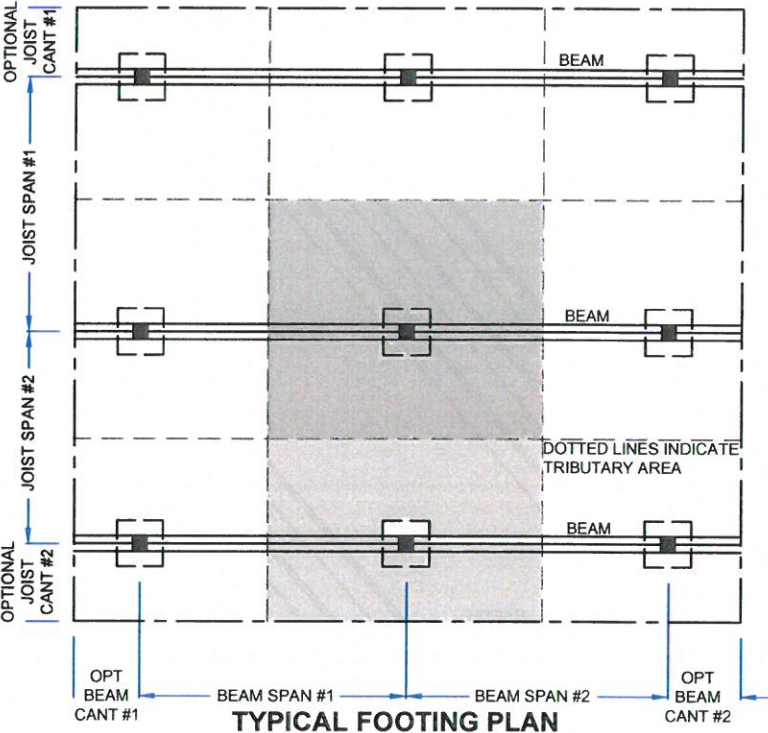 OPTIONAL
JOIST
CANT #1
BEAM
JOIST SPAN #1
BEAM
JOIST SPAN #2
DOTTED LINES INDICATE
TRIBUTARY AREA
BEAM
OPTIONAL
JOIST
CANT #2
OPT
BEAM
CANT #1
BEAM SPAN #1
BEAM SPAN #2
OPT
BEAM
CANT #2
TYPICAL FOOTING PLAN